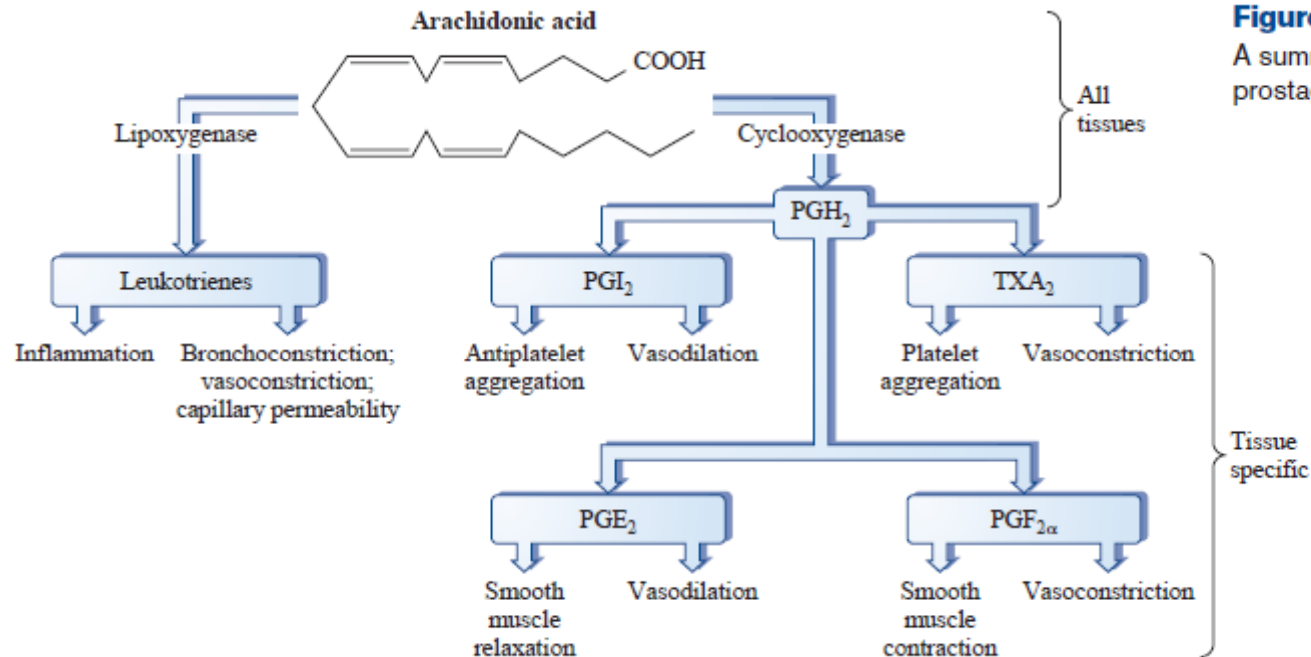 Arachidonic acid
Figure
A sum
prosta
COOH
All
tissues
Lipoxygenase
Cyclooxygenase
PGH₂
Leukotrienes
PGI₂
TXA₂
Inflammation
Bronchoconstriction;
vasoconstriction;
capillary permeability
Antiplatelet
aggregation
Vasodilation
Platelet
aggregation
Vasoconstriction
Tissue
specific
PGE₂
PGF₂α
Smooth
muscle
relaxation
Vasodilation
Smooth
muscle
contraction
Vasoconstriction